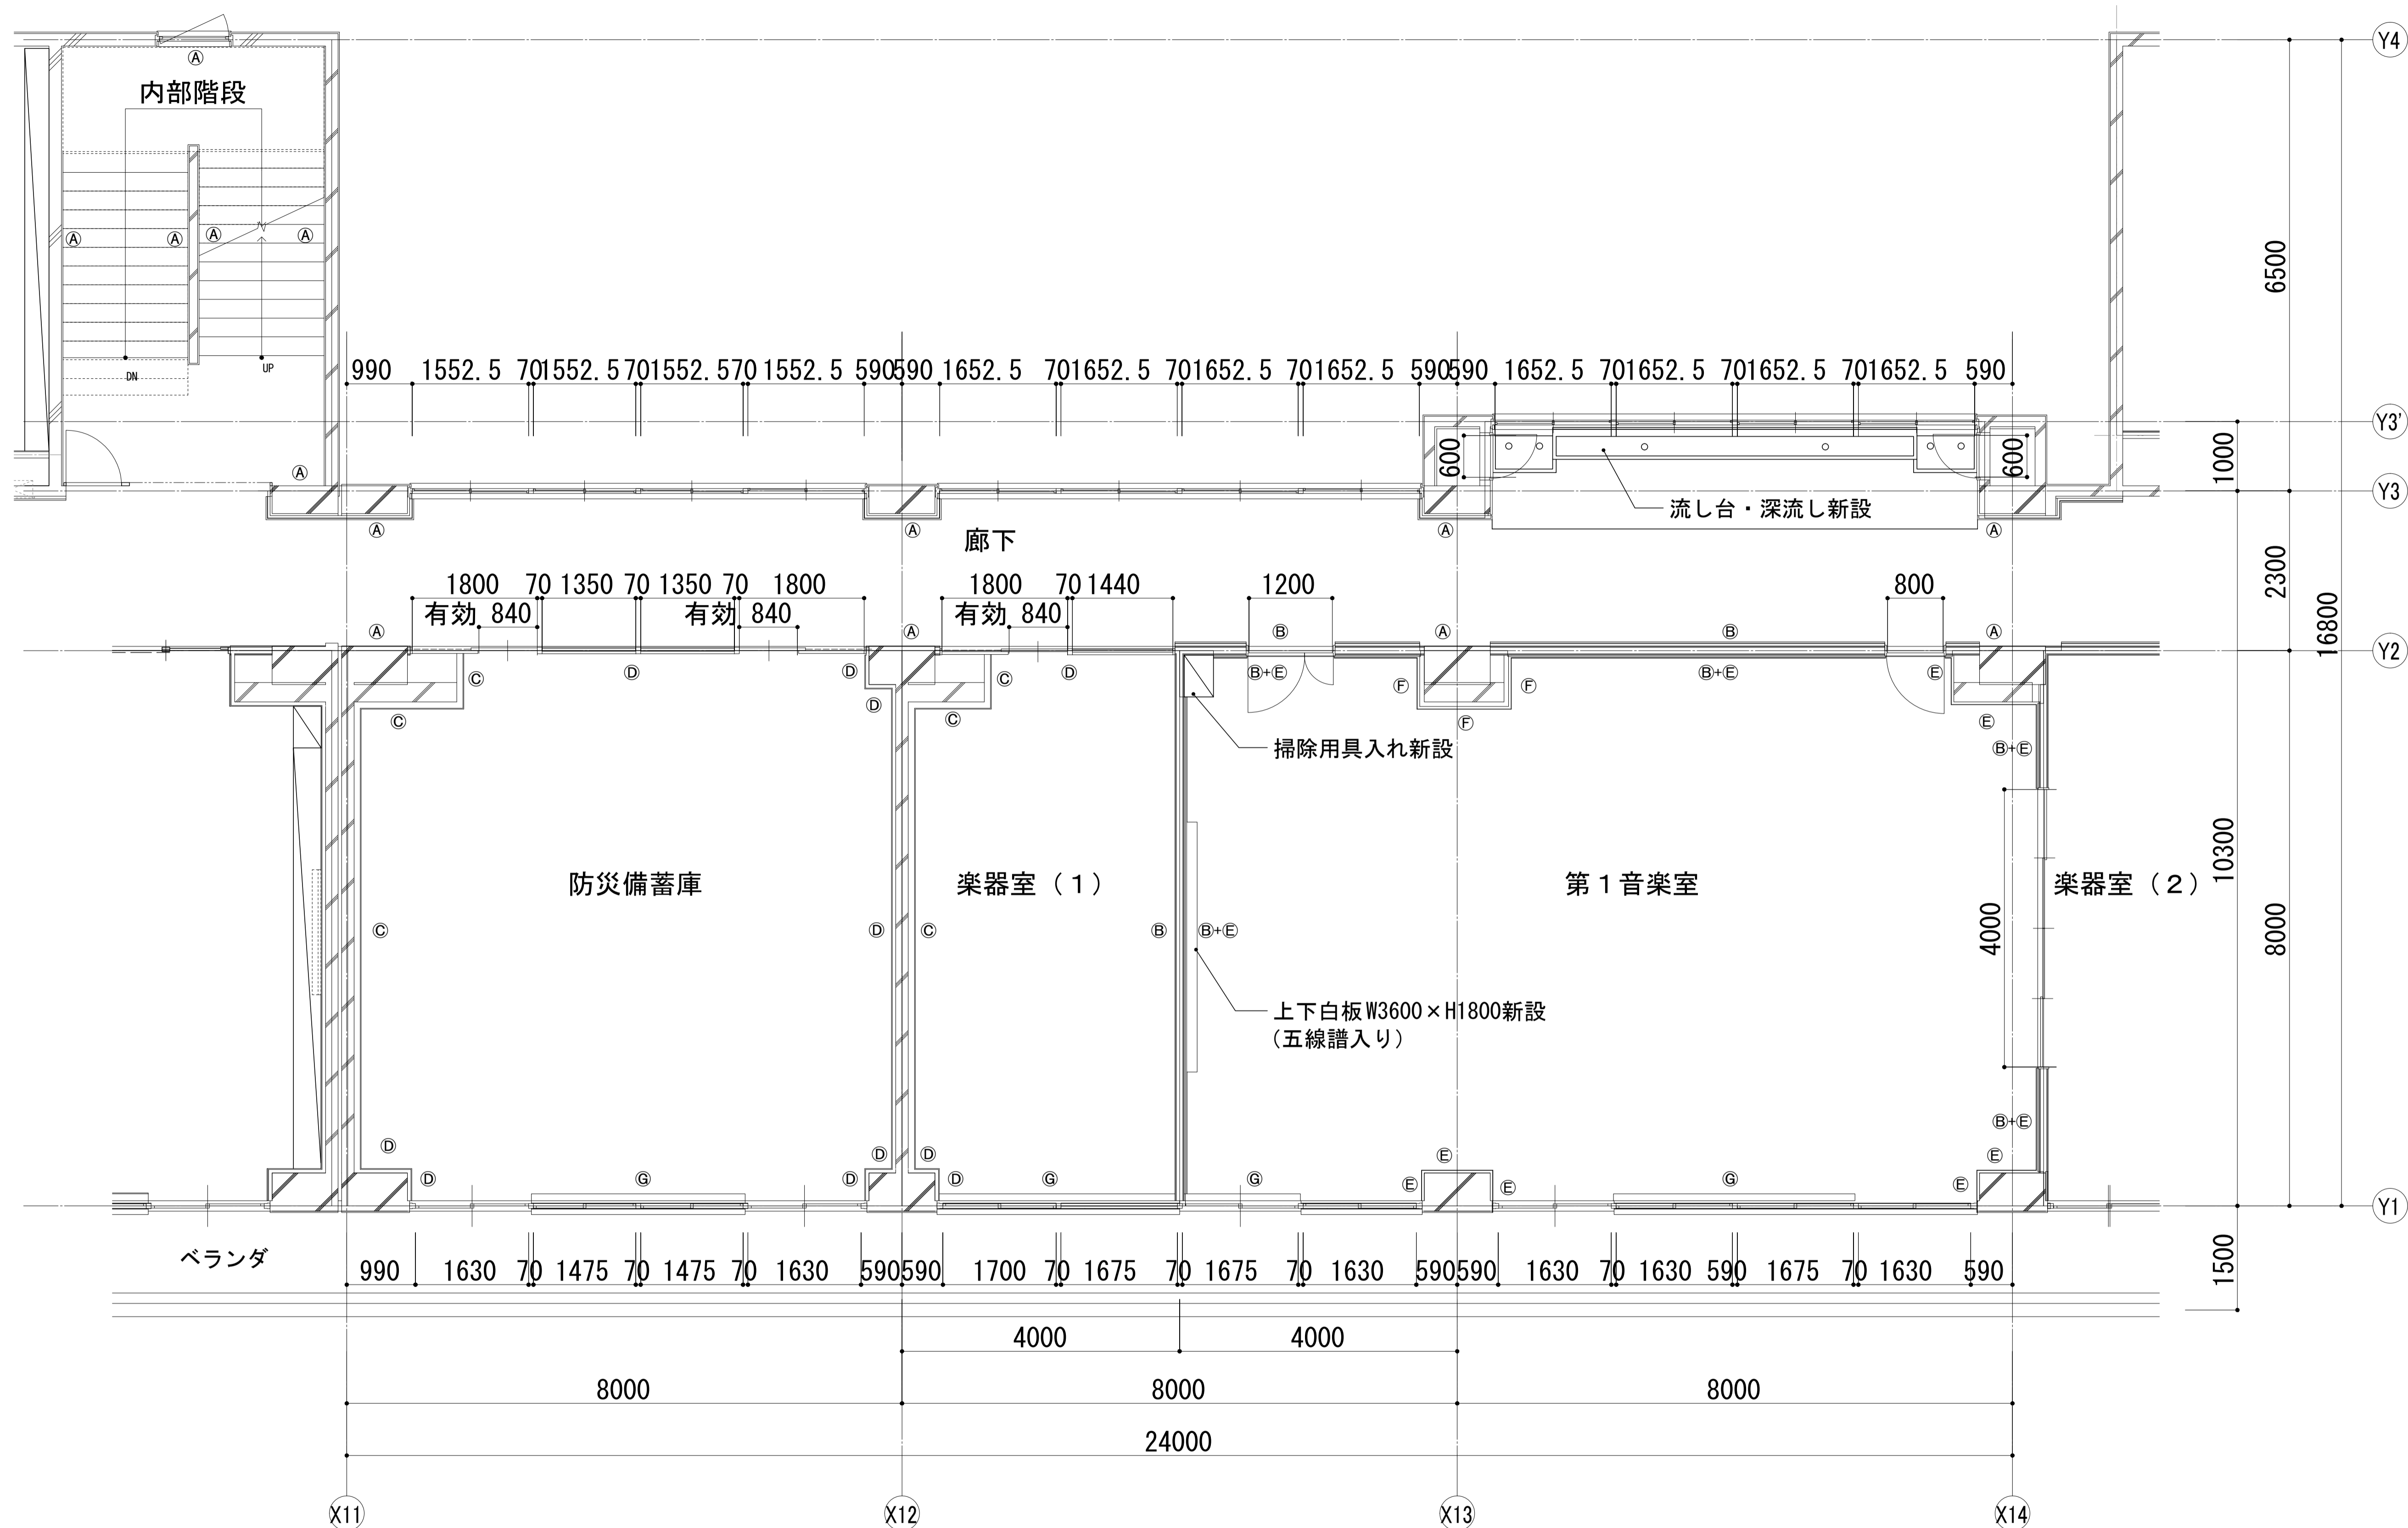 Y4
Ⓐ
内部階段
Ⓐ Ⓐ Ⓐ Ⓐ
6500
DN UP
990 1552.5 70 1552.5 70 1552.5 70 1552.5 590 590 1652.5 70 1652.5 70 1652.5 70 1652.5 590 590 1652.5 70 1652.5 70 1652.5 70 1652.5 590
Y3'
600 600 1000
Ⓐ
Y3
流し台・深流し新設
Ⓐ Ⓐ Ⓐ Ⓐ
廊下
2300
1800 70 1350 70 1350 70 1800 1800 70 1440 1200 800
有効 840 有効 840 有効 840
16800
Ⓐ Ⓐ Ⓑ Ⓐ Ⓑ Ⓐ
Y2
Ⓒ Ⓓ Ⓓ Ⓒ Ⓓ Ⓑ+Ⓔ Ⓕ Ⓕ Ⓑ+Ⓔ Ⓔ
Ⓒ Ⓓ Ⓒ Ⓕ Ⓔ
掃除用具入れ新設 Ⓑ+Ⓔ
10300
防災備蓄庫 楽器室（１） 第１音楽室 楽器室（２）
Ⓒ Ⓓ Ⓒ Ⓑ Ⓑ+Ⓔ 4000 8000
上下白板W3600×H1800新設
(五線譜入り)
Ⓑ+Ⓔ
Ⓓ Ⓓ Ⓓ Ⓔ Ⓔ
Ⓓ Ⓖ Ⓓ Ⓓ Ⓖ Ⓖ Ⓔ Ⓔ Ⓖ Ⓔ
Y1
ベランダ
1500
990 1630 70 1475 70 1475 70 1630 590 590 1700 70 1675 70 1675 70 1630 590 590 1630 70 1630 590 1675 70 1630 590
4000 4000
8000 8000 8000
24000
X11 X12 X13 X14